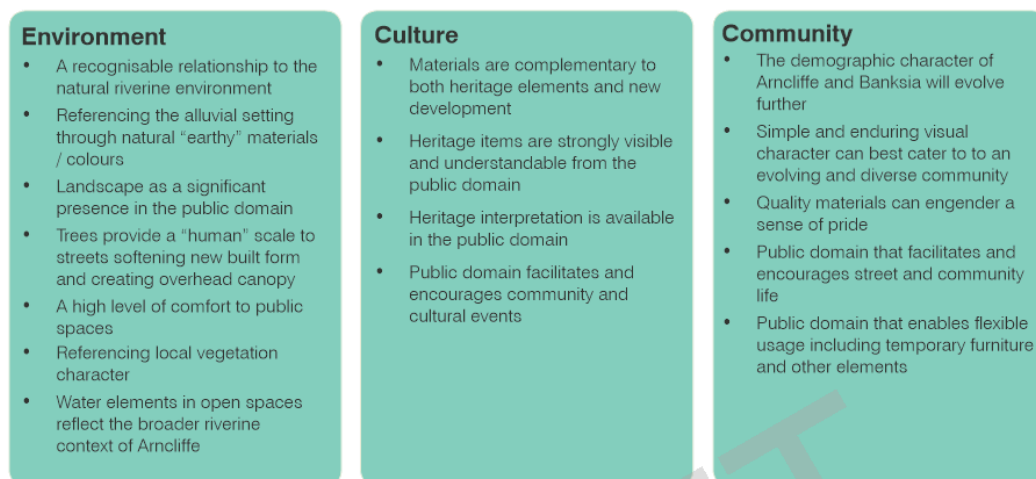 Environment
• A recognisable relationship to the
natural riverine environment
• Referencing the alluvial setting
through natural “earthy” materials
/ colours
• Landscape as a significant
presence in the public domain
• Trees provide a “human” scale to
streets softening new built form
and creating overhead canopy
• A high level of comfort to public
spaces
• Referencing local vegetation
character
• Water elements in open spaces
reflect the broader riverine
context of Arncliffe
Culture
• Materials are complementary to
both heritage elements and new
development
• Heritage items are strongly visible
and understandable from the
public domain
• Heritage interpretation is available
in the public domain
• Public domain facilitates and
encourages community and
cultural events
Community
• The demographic character of
Arncliffe and Banksia will evolve
further
• Simple and enduring visual
character can best cater to to an
evolving and diverse community
• Quality materials can engender a
sense of pride
• Public domain that facilitates and
encourages street and community
life
• Public domain that enables flexible
usage including temporary furniture
and other elements